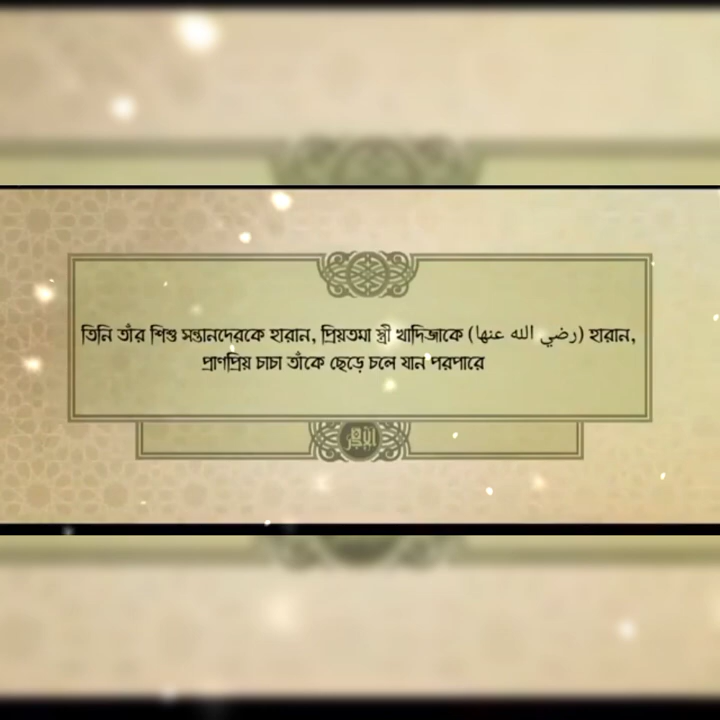 তিনি তাঁর শিশু সন্তানদেরকে হারান, প্রিয়তমা স্ত্রী খাদিজাকে (رضي الله عنها) হারান,
প্রাণপ্রিয় চাচা তাঁকে ছেড়ে চলে যান পরপারে